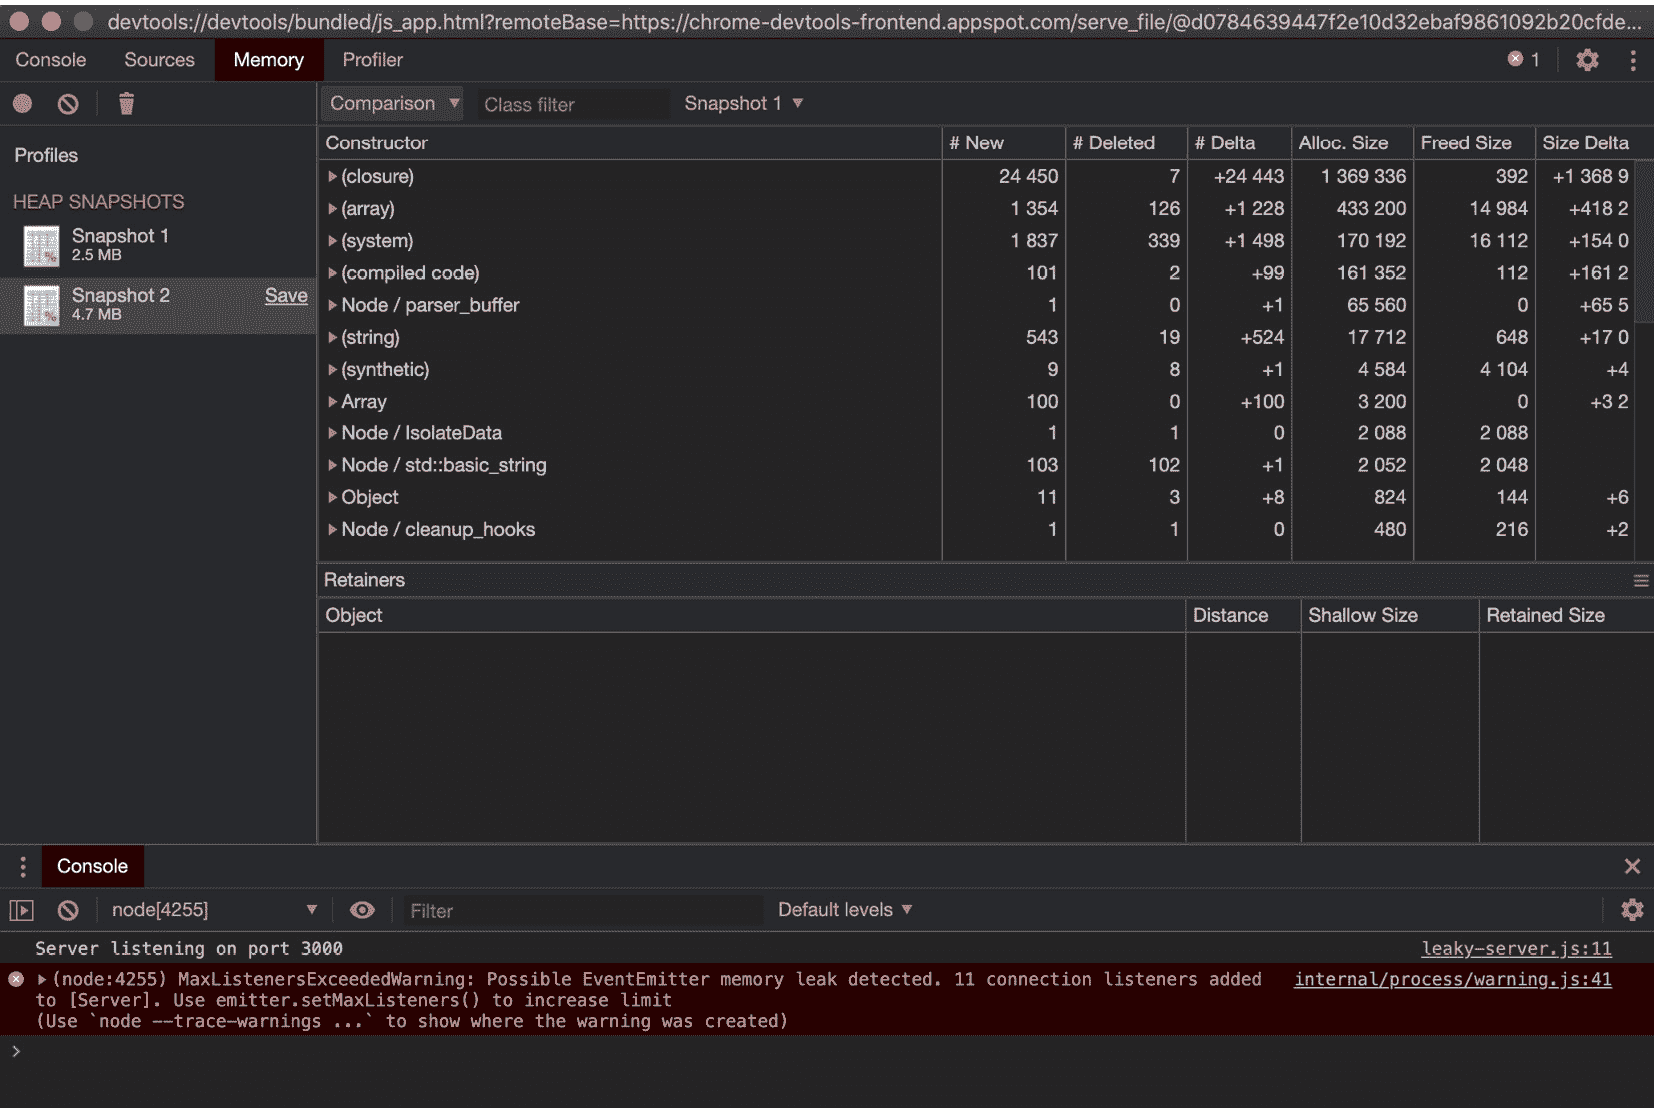 devtools://devtools/bundled/js_app.html?remoteBase=https://chrome-devtools-frontend.appspot.com/serve_file/@d0784639447f2e10d32ebaf9861092b20cfde...
Console Sources Memory Profiler 1
Comparison Class filter Snapshot 1
Profiles
HEAP SNAPSHOTS
Snapshot 1
2.5 MB
Snapshot 2 Save
4.7 MB
Constructor # New # Deleted # Delta Alloc. Size Freed Size Size Delta
(closure) 24 450 7 +24 443 1 369 336 392 +1 368 9
(array) 1 354 126 +1 228 433 200 14 984 +418 2
(system) 1 837 339 +1 498 170 192 16 112 +154 0
(compiled code) 101 2 +99 161 352 112 +161 2
Node / parser_buffer 1 0 +1 65 560 0 +65 5
(string) 543 19 +524 17 712 648 +17 0
(synthetic) 9 8 +1 4 584 4 104 +4
Array 100 0 +100 3 200 0 +3 2
Node / IsolateData 1 1 0 2 088 2 088
Node / std::basic_string 103 102 +1 2 052 2 048
Object 11 3 +8 824 144 +6
Node / cleanup_hooks 1 1 0 480 216 +2
Retainers
Object Distance Shallow Size Retained Size
Console
node[4255] Filter Default levels
Server listening on port 3000 leaky-server.js:11
(node:4255) MaxListenersExceededWarning: Possible EventEmitter memory leak detected. 11 connection listeners added internal/process/warning.js:41
to [Server]. Use emitter.setMaxListeners() to increase limit
(Use `node --trace-warnings ...` to show where the warning was created)